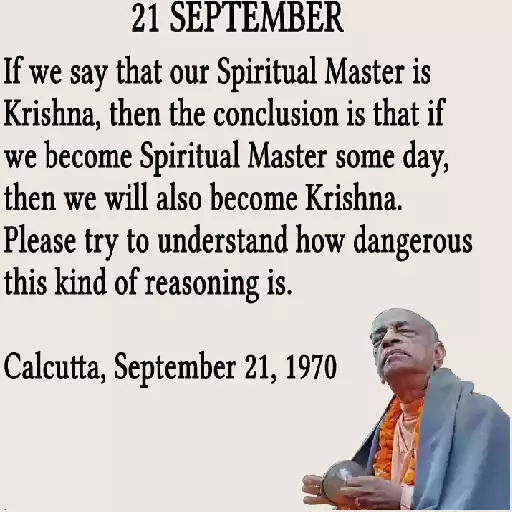 21 SEPTEMBER
If we say that our Spiritual Master is
Krishna, then the conclusion is that if
we become Spiritual Master some day,
then we will also become Krishna.
Please try to understand how dangerous
this kind of reasoning is.
Calcutta, September 21, 1970